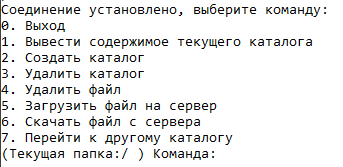 Соединение установлено, выберите команду:
0. Выход
1. Вывести содержимое текущего каталога
2. Создать каталог
3. Удалить каталог
4. Удалить файл
5. Загрузить файл на сервер
6. Скачать файл с сервера
7. Перейти к другому каталогу
(Текущая папка:/ ) Команда: